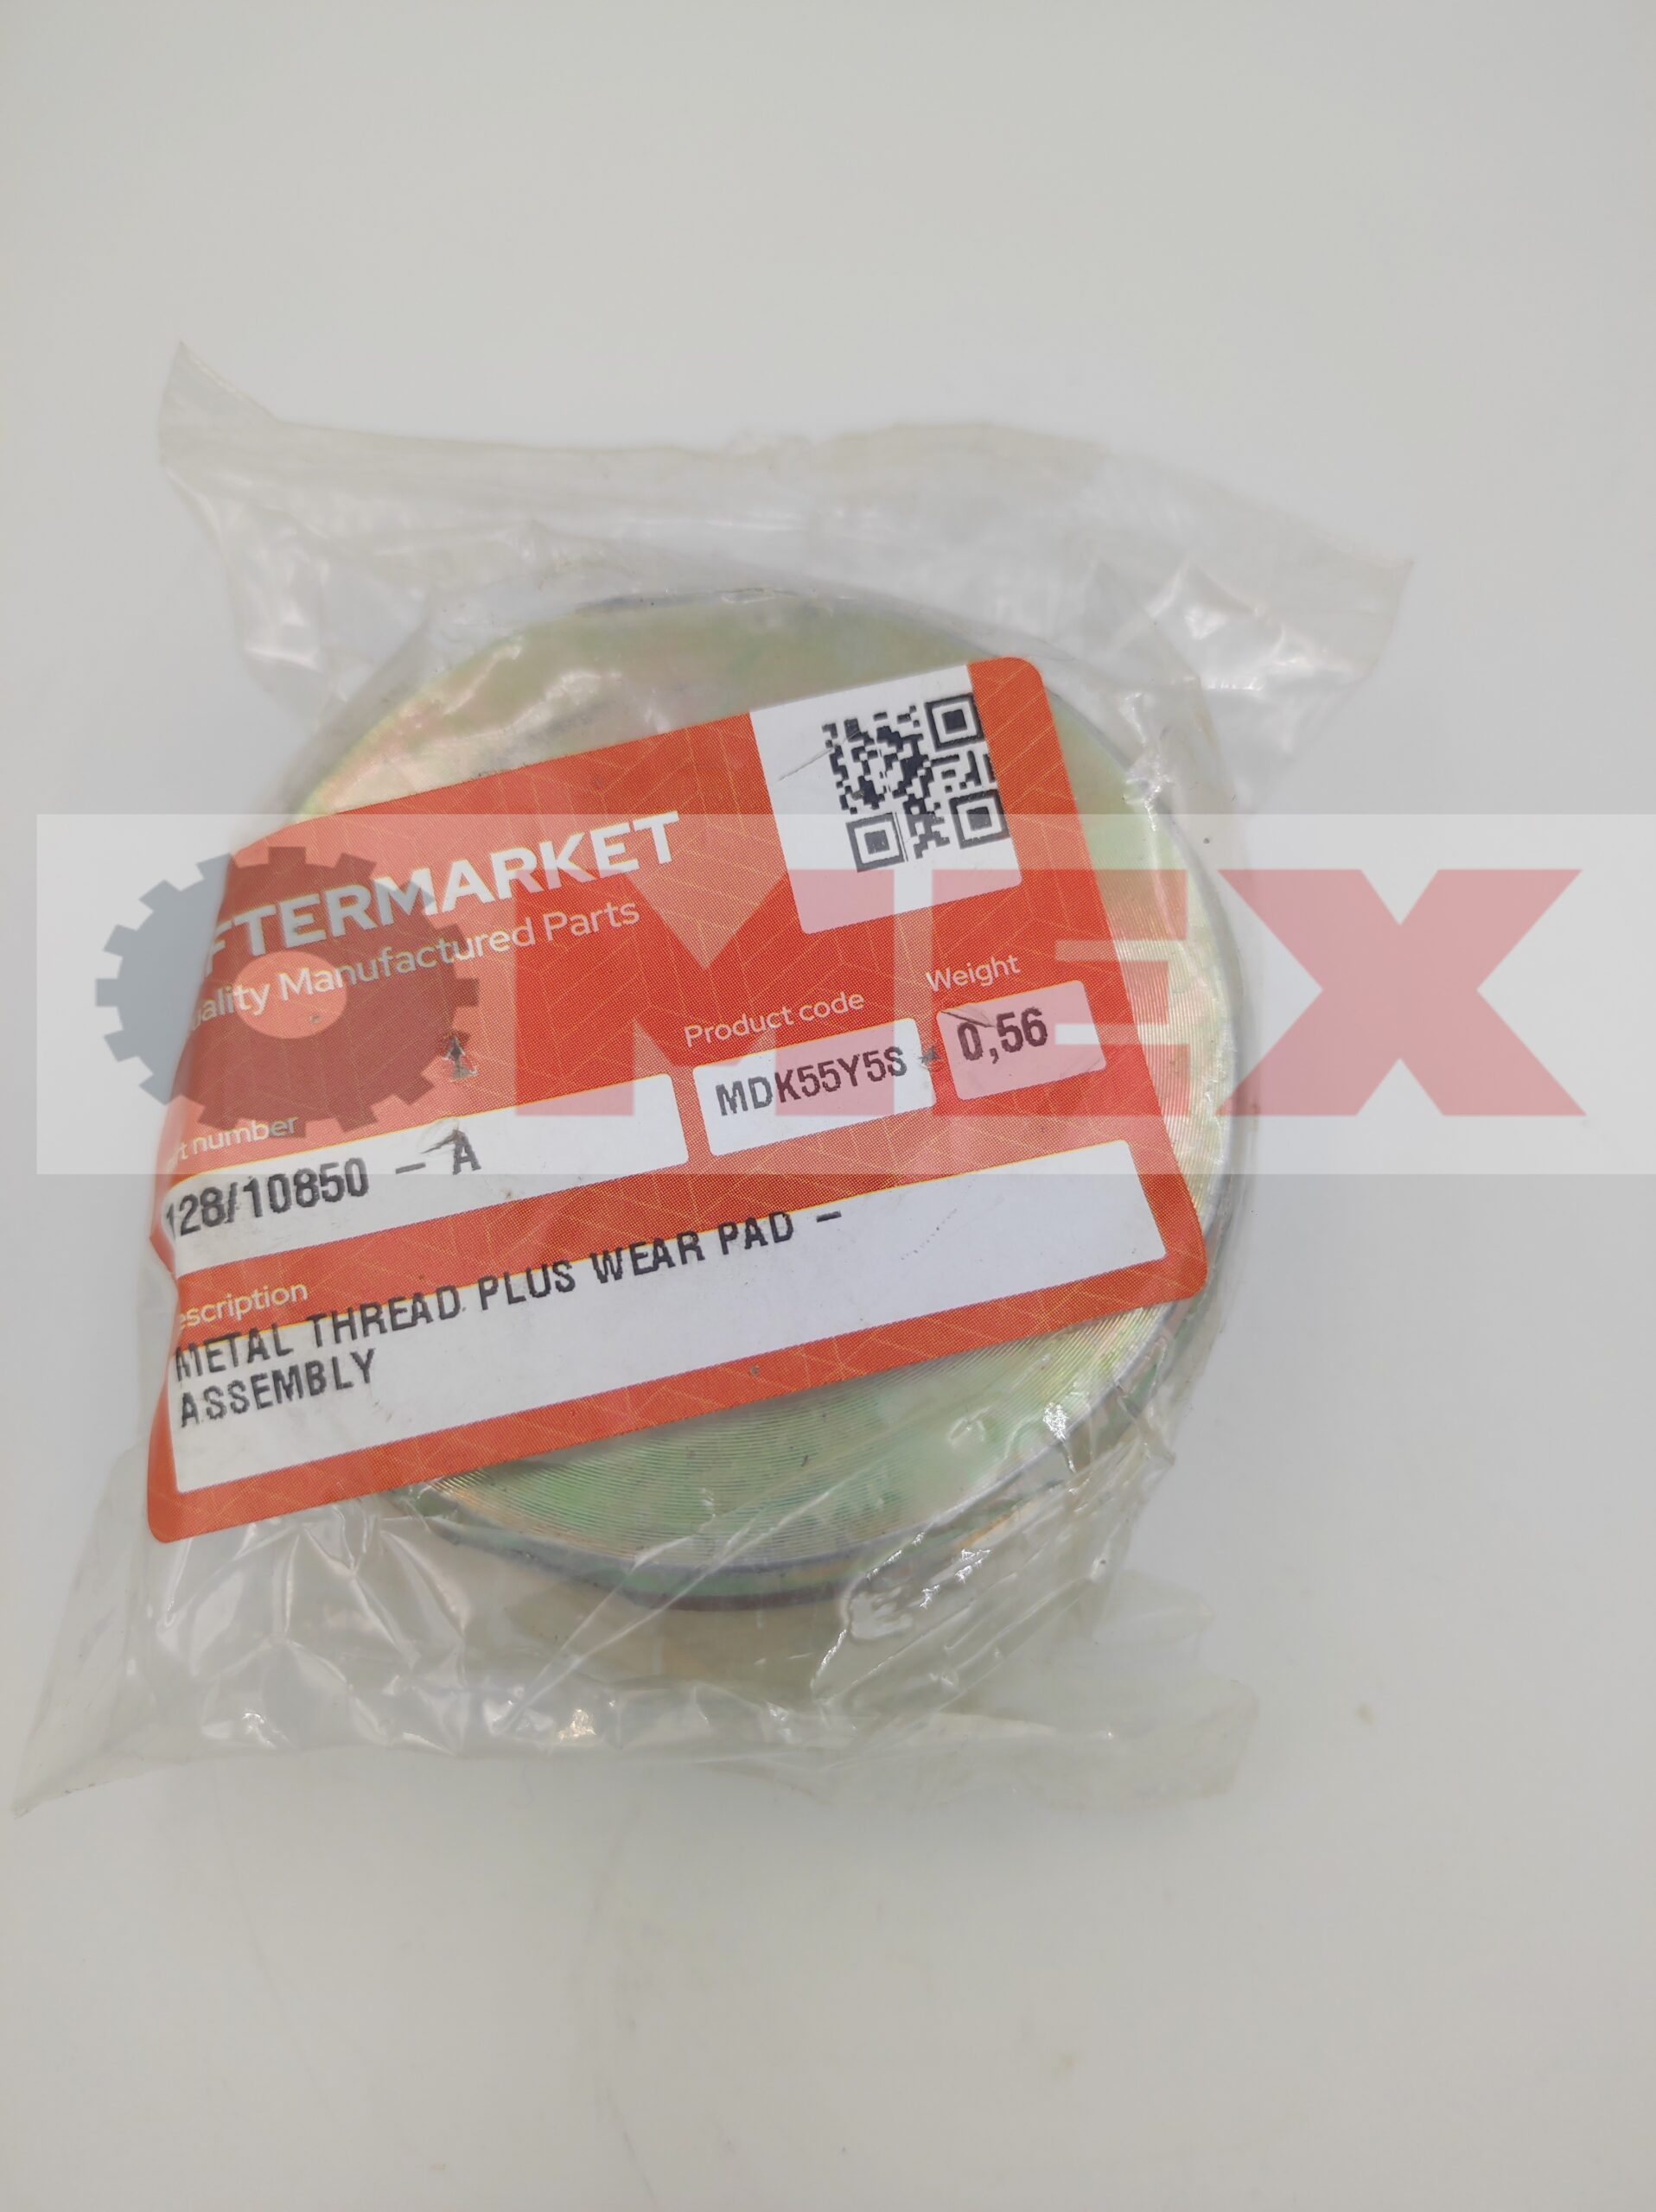 FTERMARKET
uality Manufactured Parts
MEX
Weight
Product code
0,56
MDK55Y5S
rt number
128/10850 - A
escription
METAL THREAD PLUS WEAR PAD -
ASSEMBLY